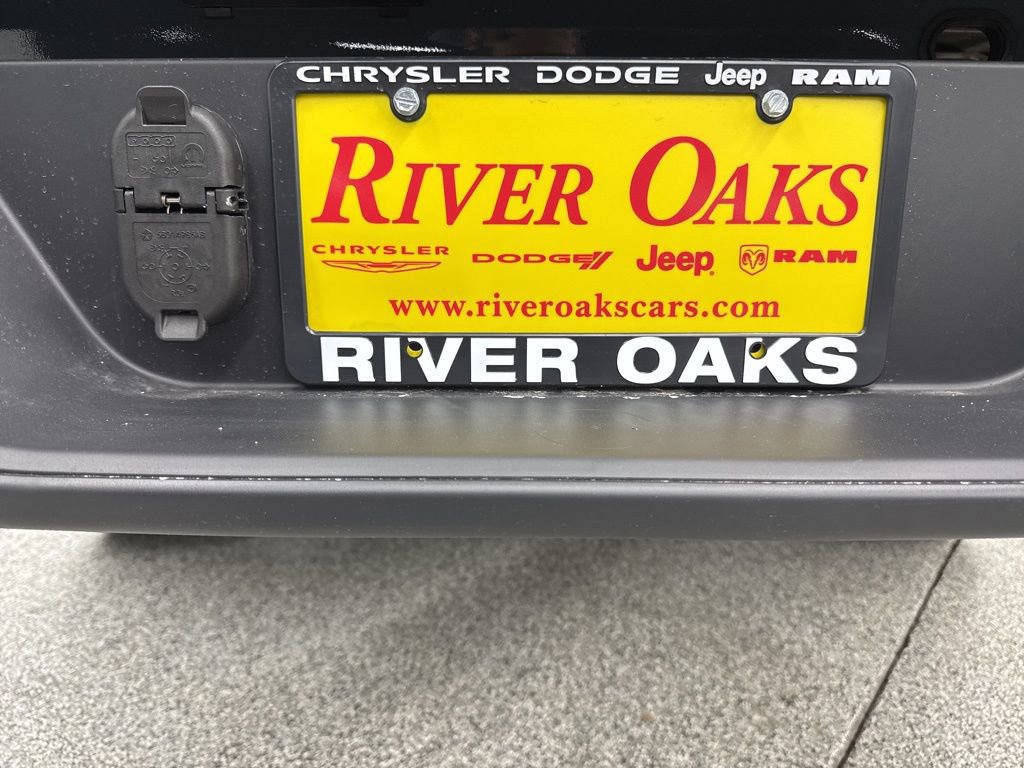 CHRYSLER DODGE Jeep RAM
RIVER OAKS
CHRYSLER DODGE Jeep RAM
www.riveroakscars.com
RIVER OAKS